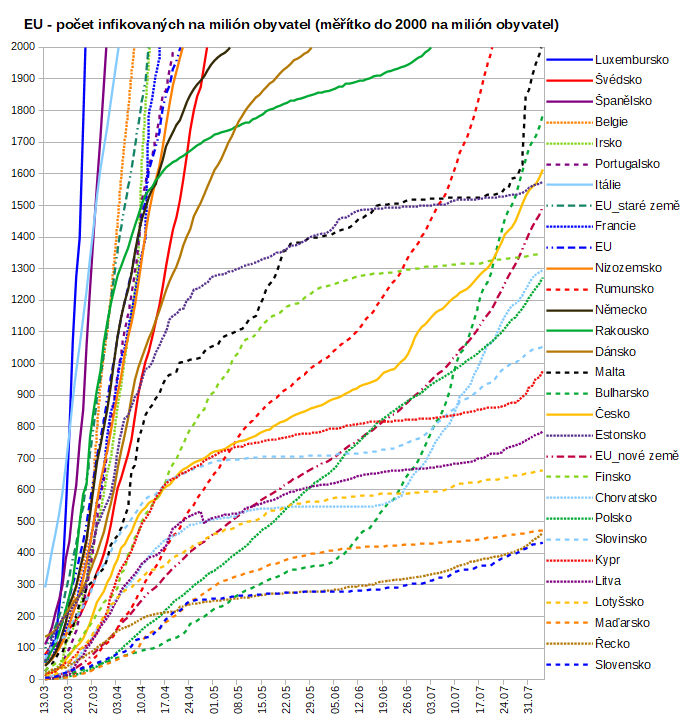 EU - počet infikovaných na milión obyvatel (měřítko do 2000 na milión obyvatel)
2000
1900
1800
1700
1600
1500
1400
1300
1200
1100
1000
900
800
700
600
500
400
300
200
100
0
13.03
20.03
27.03
03.04
10.04
17.04
24.04
01.05
08.05
15.05
22.05
29.05
05.06
12.06
19.06
26.06
03.07
10.07
17.07
24.07
31.07
Luxembursko
Švédsko
Španělsko
Belgie
Irsko
Portugalsko
Itálie
EU_staré země
Francie
EU
Nizozemsko
Rumunsko
Německo
Rakousko
Dánsko
Malta
Bulharsko
Česko
Estonsko
EU_nové země
Finsko
Chorvatsko
Polsko
Slovinsko
Kypr
Litva
Lotyšsko
Maďarsko
Řecko
Slovensko